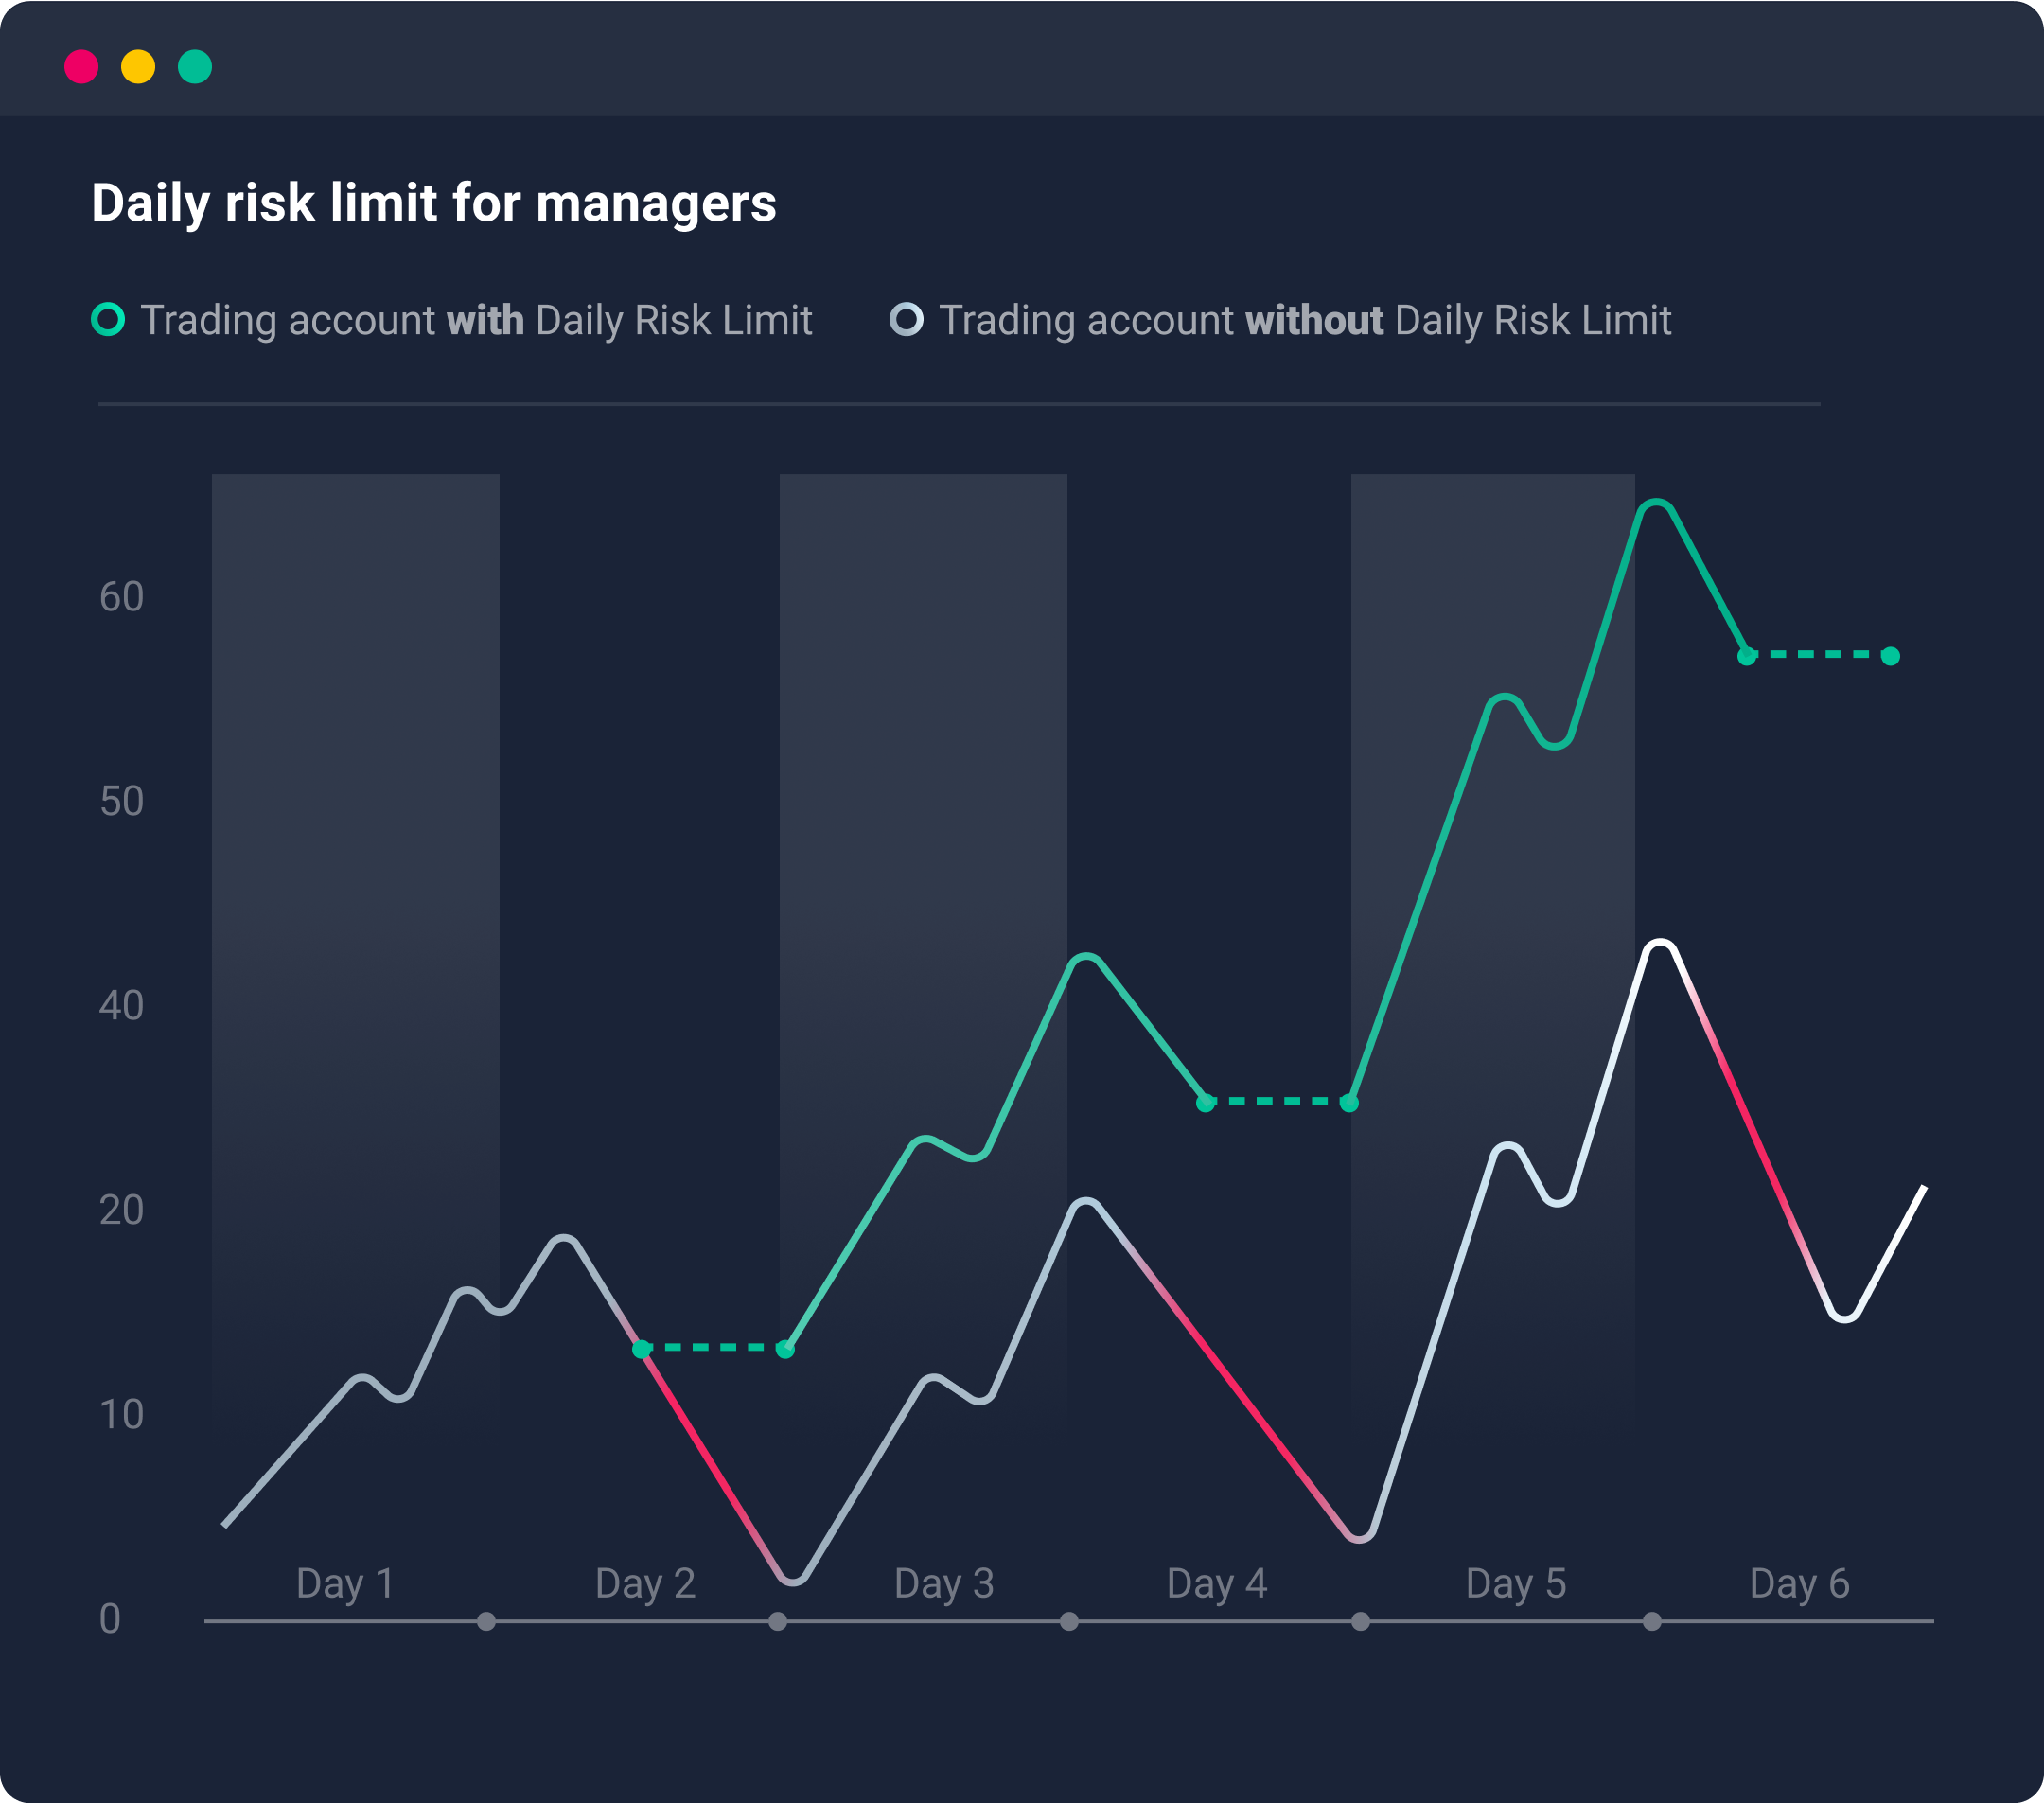 Daily risk limit for managers
Trading account with Daily Risk Limit
Trading account without Daily Risk Limit
60
50
40
20
10
0
Day 1
Day 2
Day 3
Day 4
Day 5
Day 6